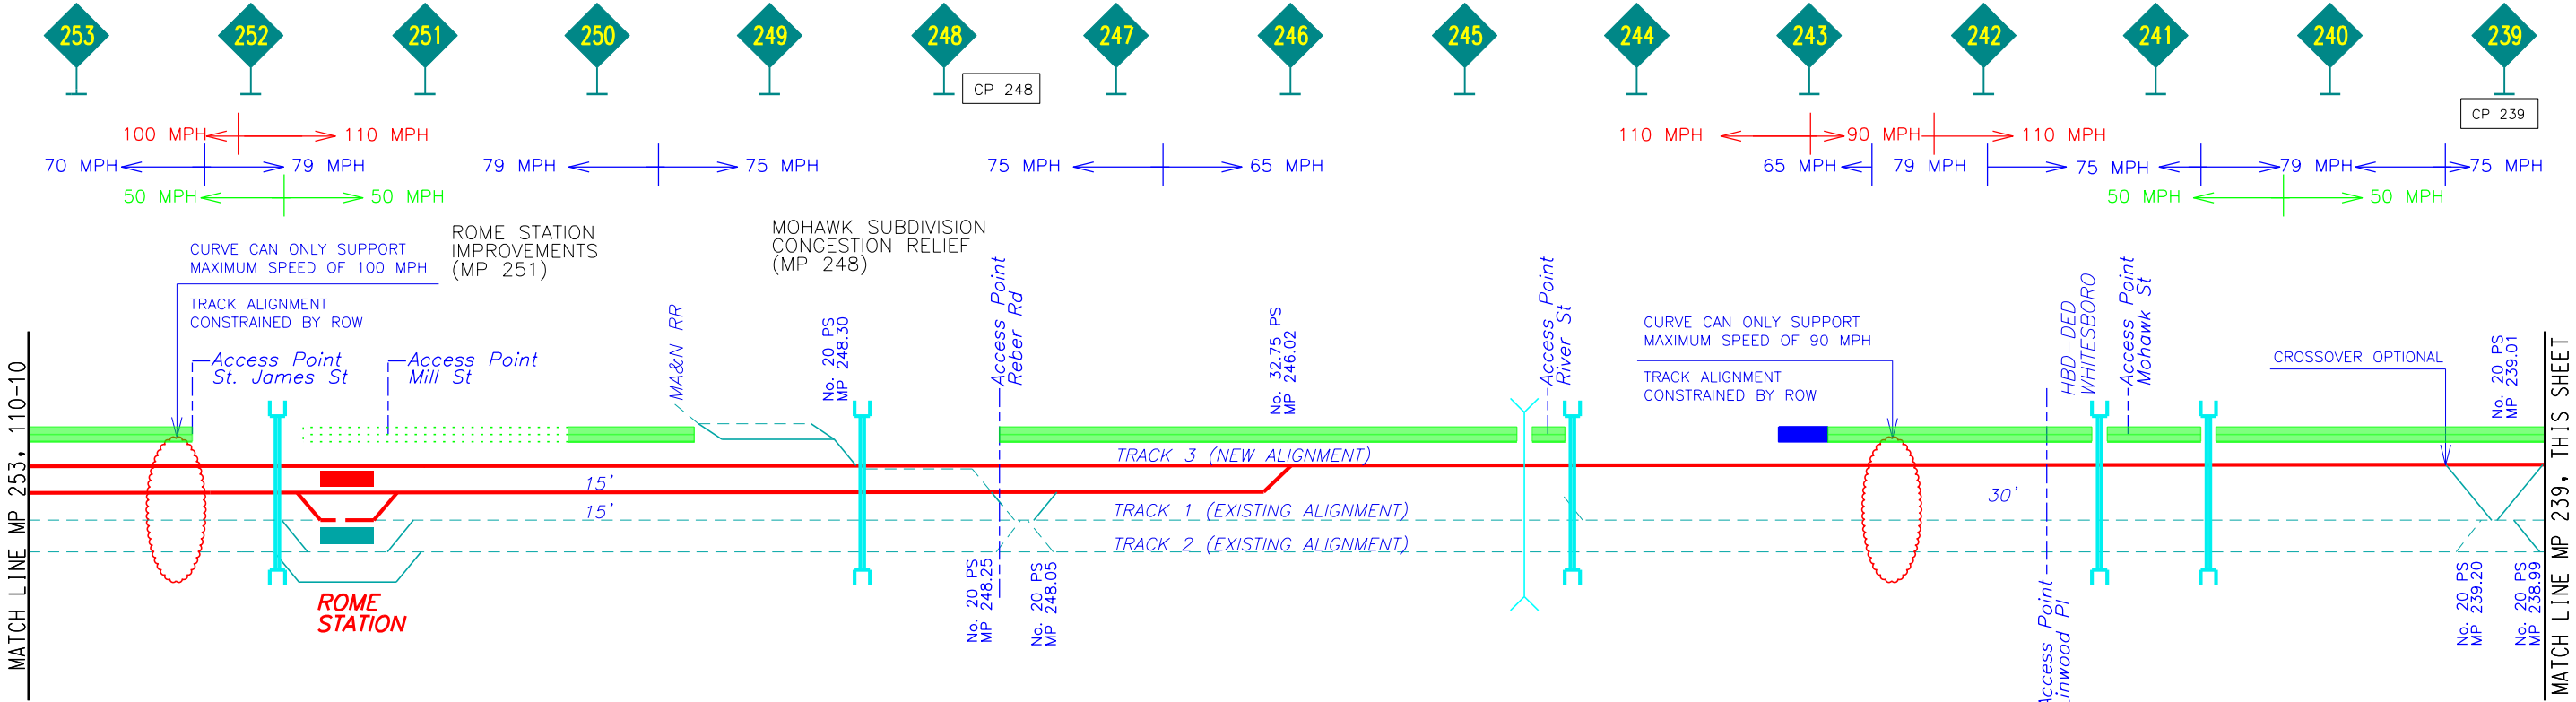 253
252
251
250
249
248
247
246
245
244
243
242
241
240
239
CP 248
CP 239
100 MPH
110 MPH
110 MPH
90 MPH
110 MPH
70 MPH
79 MPH
79 MPH
75 MPH
75 MPH
65 MPH
65 MPH
79 MPH
75 MPH
79 MPH
75 MPH
50 MPH
50 MPH
50 MPH
50 MPH
CURVE CAN ONLY SUPPORT
MAXIMUM SPEED OF 100 MPH
TRACK ALIGNMENT
CONSTRAINED BY ROW
ROME STATION
IMPROVEMENTS
(MP 251)
MOHAWK SUBDIVISION
CONGESTION RELIEF
(MP 248)
Access Point
St. James St
Access Point
Mill St
MA&N RR
No. 20 PS
MP 248.30
Access Point
Reber Rd
No. 32.75 PS
MP 246.02
Access Point
River St
CURVE CAN ONLY SUPPORT
MAXIMUM SPEED OF 90 MPH
TRACK ALIGNMENT
CONSTRAINED BY ROW
HBD-DED
WHITESBORO
Access Point
Mohawk St
CROSSOVER OPTIONAL
No. 20 PS
MP 239.01
MATCH LINE MP 253, 110-10
MATCH LINE MP 239, THIS SHEET
TRACK 3 (NEW ALIGNMENT)
15'
15'
30'
TRACK 1 (EXISTING ALIGNMENT)
TRACK 2 (EXISTING ALIGNMENT)
ROME
STATION
No. 20 PS
MP 248.25
No. 20 PS
MP 248.05
Access Point
Linwood Pl
No. 20 PS
MP 239.20
No. 20 PS
MP 238.99